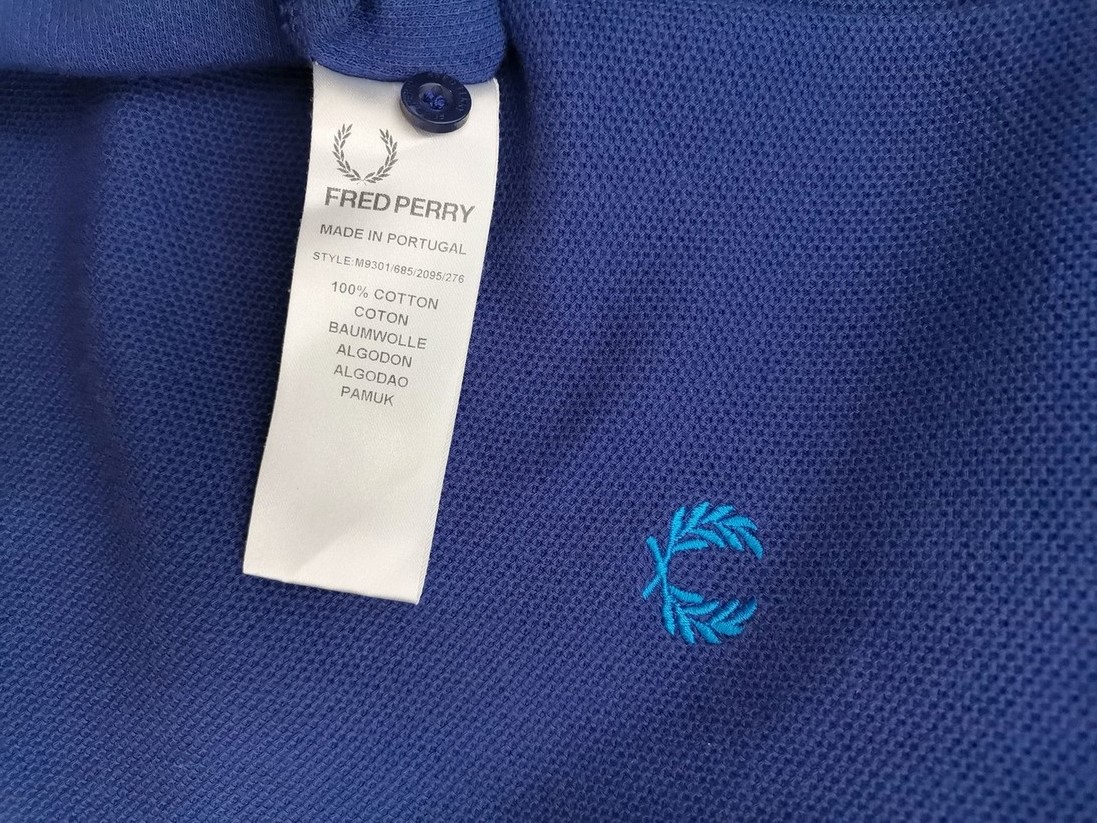 FRED PERRY
MADE IN PORTUGAL
STYLE:M9301/685/2095/276
100% COTTON
COTON
BAUMWOLLE
ALGODON
ALGODAO
PAMUK